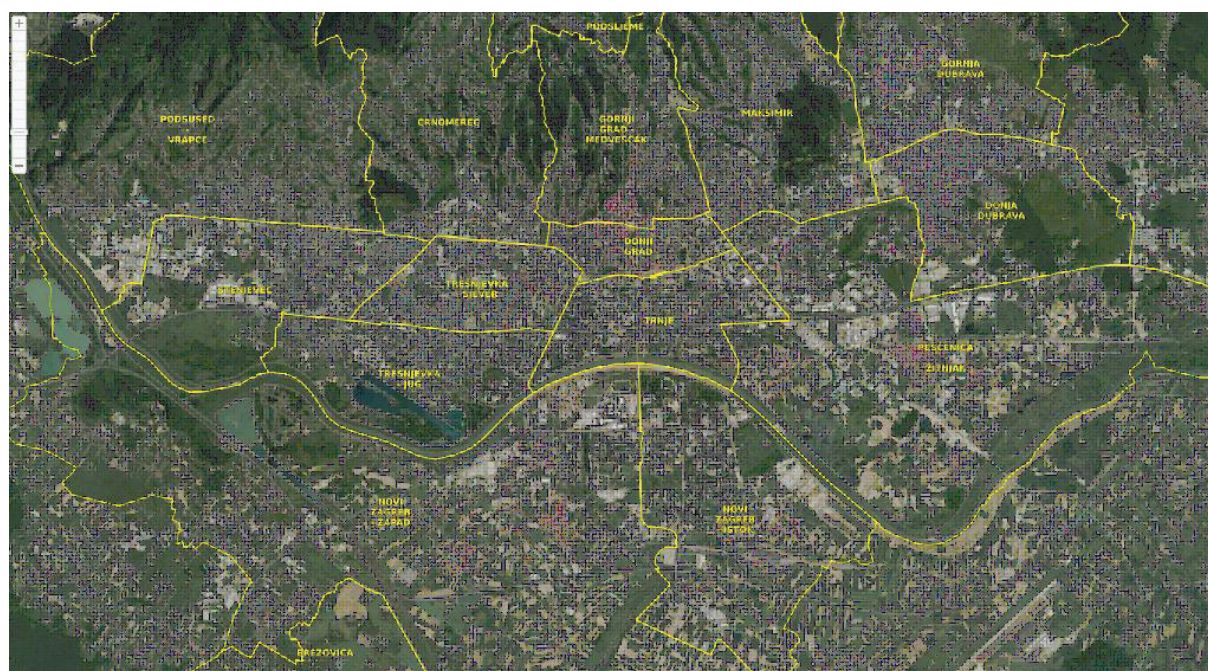 PODSLJEME
GORNJA
DUBRAVA
PODSUSED
VRAPČE
ČRNOMEREC
GORNJI
GRAD
MEDVEŠČAK
MAKSIMIR
DONJA
DUBRAVA
DONJI
GRAD
STENJEVEC
TREŠNJEVKA
SJEVER
TRNJE
PEŠČENICA
ŽITNJAK
TREŠNJEVKA
JUG
NOVI
ZAGREB
ZAPAD
NOVI
ZAGREB
ISTOK
BREZOVICA